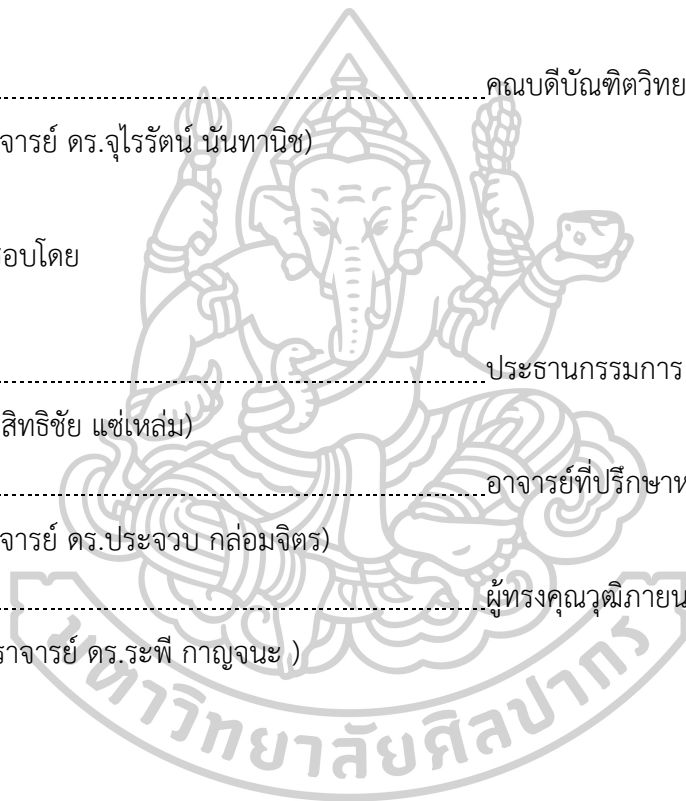 คณบดีบัณฑิตวิทย
จารย์ ดร.จุไรรัตน์ นันทานิช)
อบโดย
ประธานกรรมการ
สิทธิชัย แซ่เหล่ม)
อาจารย์ที่ปรึกษาห
จารย์ ดร.ประจวบ กล่อมจิตร)
ผู้ทรงคุณวุฒิภายน
ราจารย์ ดร.ระพี กาญจนะ )
มหาวิทยาลัยศิลปากร